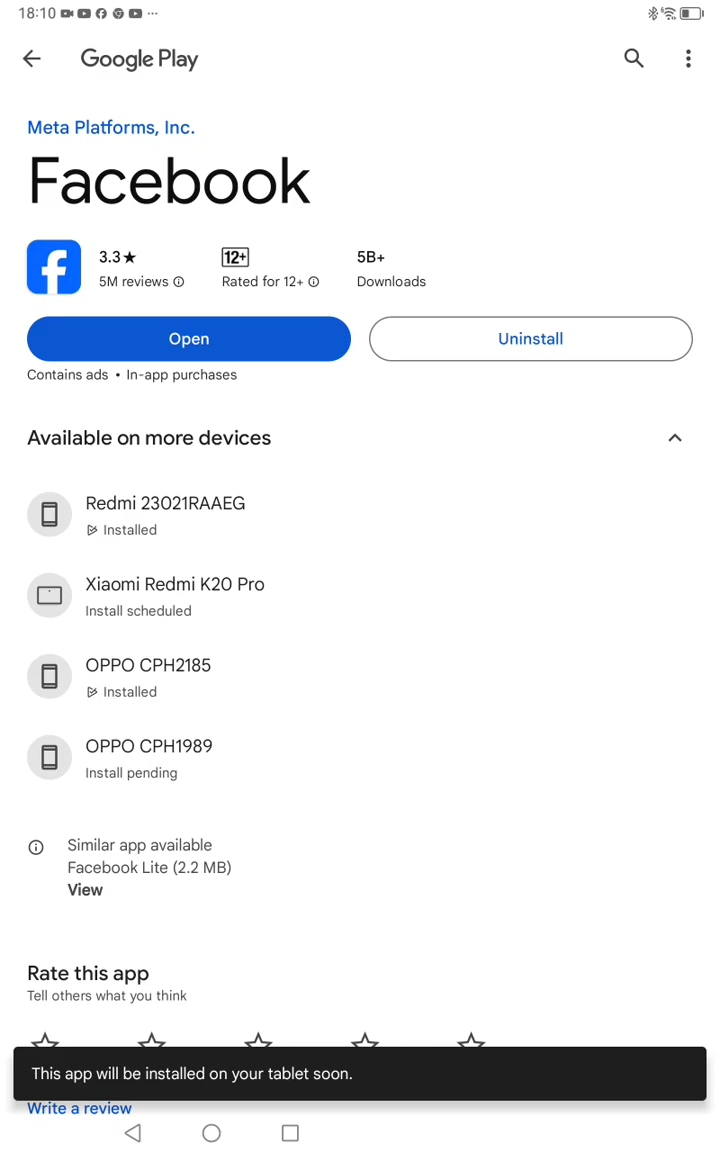 18:10
Google Play
Meta Platforms, Inc.
Facebook
3.3★
5M reviews
12+
Rated for 12+
5B+
Downloads
Open
Uninstall
Contains ads • In-app purchases
Available on more devices
Redmi 23021RAAEG
Installed
Xiaomi Redmi K20 Pro
Install scheduled
OPPO CPH2185
Installed
OPPO CPH1989
Install pending
Similar app available
Facebook Lite (2.2 MB)
View
Rate this app
Tell others what you think
This app will be installed on your tablet soon.
Write a review